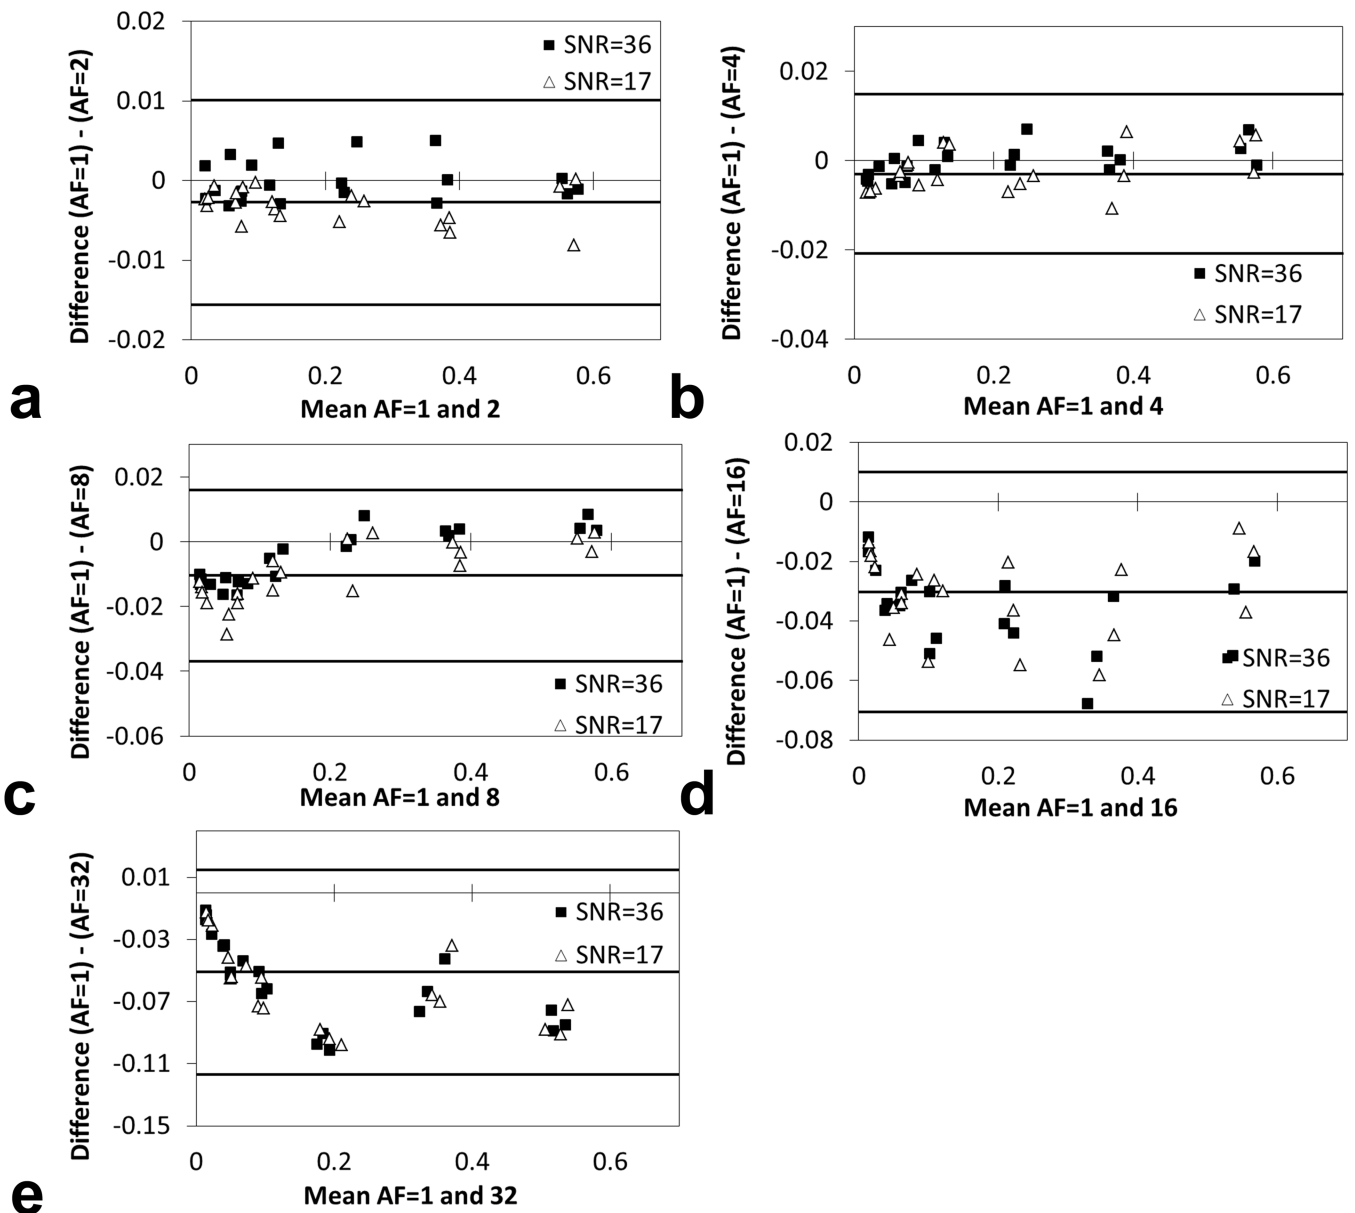 0.02
0.01
0
-0.01
-0.02
Difference (AF=1) - (AF=2)
SNR=36
SNR=17
0 0.2 0.4 0.6
Mean AF=1 and 2
a
0.02
0
-0.02
-0.04
Difference (AF=1) - (AF=4)
SNR=36
SNR=17
0 0.2 0.4 0.6
Mean AF=1 and 4
b
0.02
0
-0.02
-0.04
-0.06
Difference (AF=1) - (AF=8)
SNR=36
SNR=17
0 0.2 0.4 0.6
Mean AF=1 and 8
c
0.02
0
-0.02
-0.04
-0.06
-0.08
Difference (AF=1) - (AF=16)
SNR=36
SNR=17
0 0.2 0.4 0.6
Mean AF=1 and 16
d
0.01
-0.03
-0.07
-0.11
-0.15
Difference (AF=1) - (AF=32)
SNR=36
SNR=17
0 0.2 0.4 0.6
Mean AF=1 and 32
e